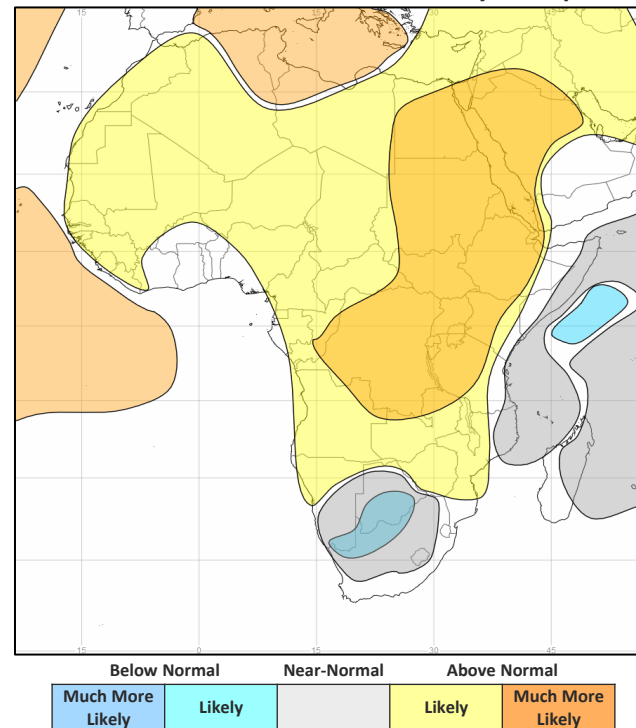 15 0 15 30 45
15 0 15 30 45
Below Normal Near-Normal Above Normal
Much More Likely Likely Much More
Likely Likely